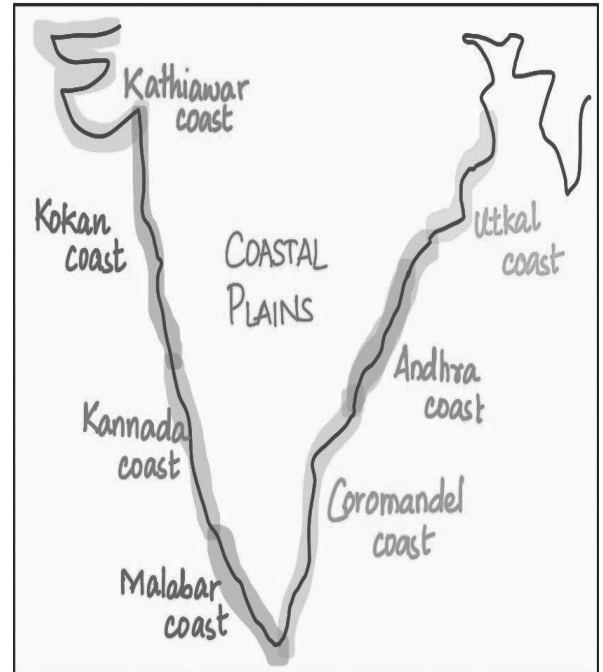 Kathiawar
coast
Kokan
coast
COASTAL
PLAINS
Utkal
coast
Andhra
coast
Kannada
coast
Coromandel
coast
Malabar
coast